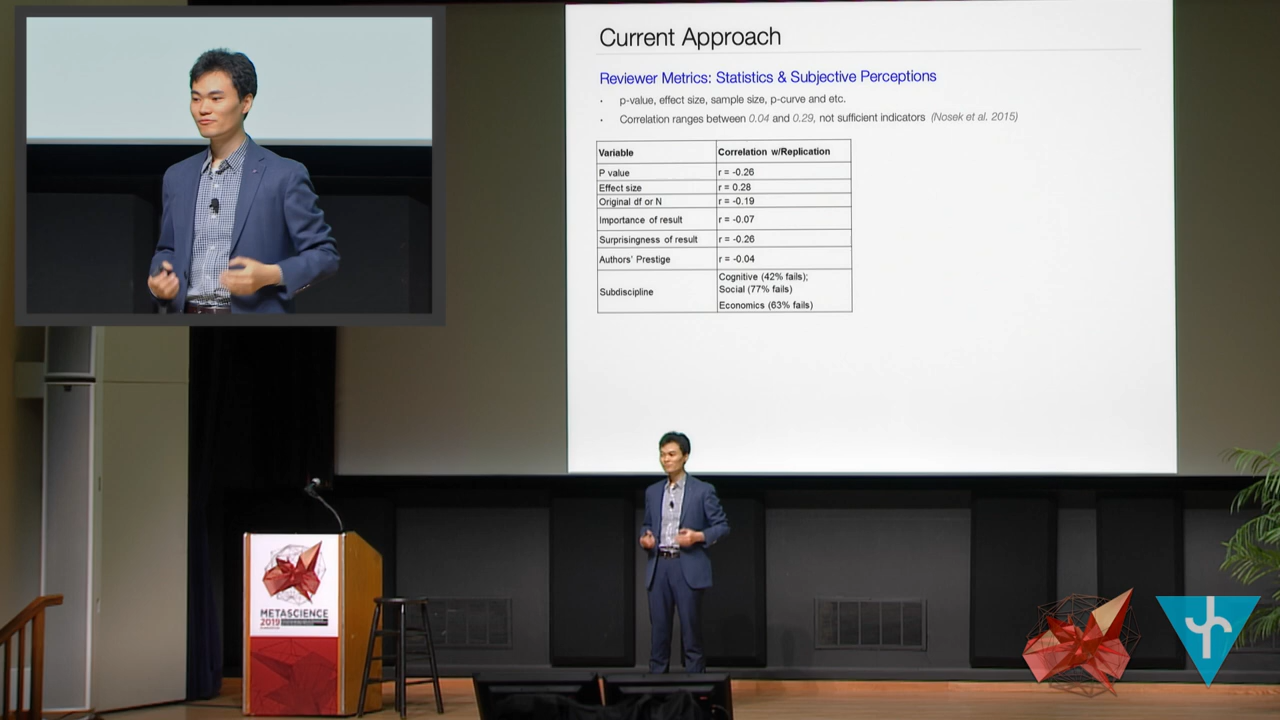 Current Approach
Reviewer Metrics: Statistics & Subjective Perceptions
· p-value, effect size, sample size, p-curve and etc.
· Correlation ranges between 0.04 and 0.29, not sufficient indicators (Nosek et al. 2015)
Variable Correlation w/Replication
P value r = -0.26
Effect size r = 0.28
Original df or N r = -0.19
Importance of result r = -0.07
Surprisingness of result r = -0.26
Authors' Prestige r = -0.04
Subdiscipline Cognitive (42% fails);
Social (77% fails)
Economics (63% fails)
METASCIENCE
2019